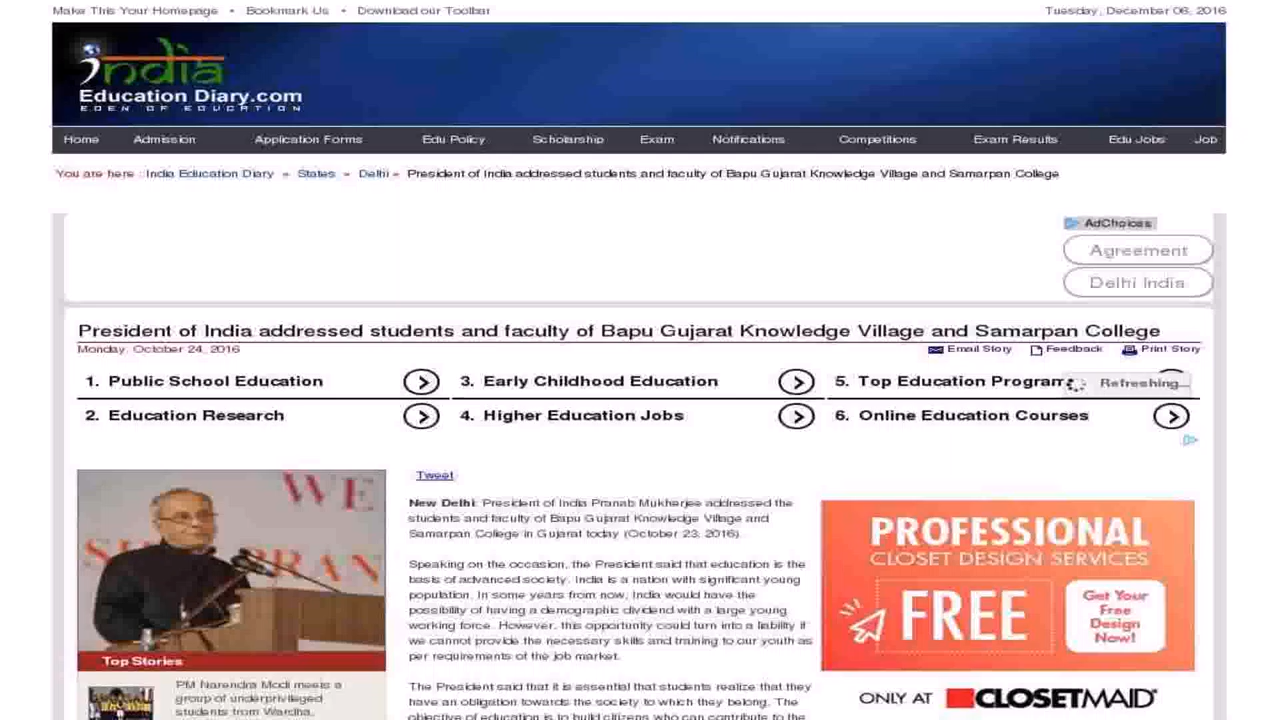 Make This Your Homepage • Bookmark Us • Download our Toolbar
Tuesday, December 06, 2016
india
Education Diary.com
EDEN OF EDUCATION
Home Admission Application Forms Edu Policy Scholarship Exam Notifications Competitions Exam Results Edu Jobs Job
You are here : India Education Diary » States » Delhi » President of India addressed students and faculty of Bapu Gujarat Knowledge Village and Samarpan College
AdChoices
Agreement
Delhi India
President of India addressed students and faculty of Bapu Gujarat Knowledge Village and Samarpan College
Monday, October 24, 2016
Email Story Feedback Print Story
1. Public School Education
3. Early Childhood Education
5. Top Education Program
Refreshing...
2. Education Research
4. Higher Education Jobs
6. Online Education Courses
WE
Top Stories
PM Narendra Modi meets a
group of underprivileged
students from Wardha,
Tweet
New Delhi: President of India Pranab Mukherjee addressed the
students and faculty of Bapu Gujarat Knowledge Village and
Samarpan College in Gujarat today (October 23, 2016).
Speaking on the occasion, the President said that education is the
basis of advanced society. India is a nation with significant young
population. In some years from now, India would have the
possibility of having a demographic dividend with a large young
working force. However, this opportunity could turn into a liability if
we cannot provide the necessary skills and training to our youth as
per requirements of the job market.
The President said that it is essential that students realize that they
have an obligation towards the society to which they belong. The
objective of education is to build citizens who can contribute to the
PROFESSIONAL
CLOSET DESIGN SERVICES
FREE
Get Your
Free
Design
Now!
ONLY AT CLOSETMAID